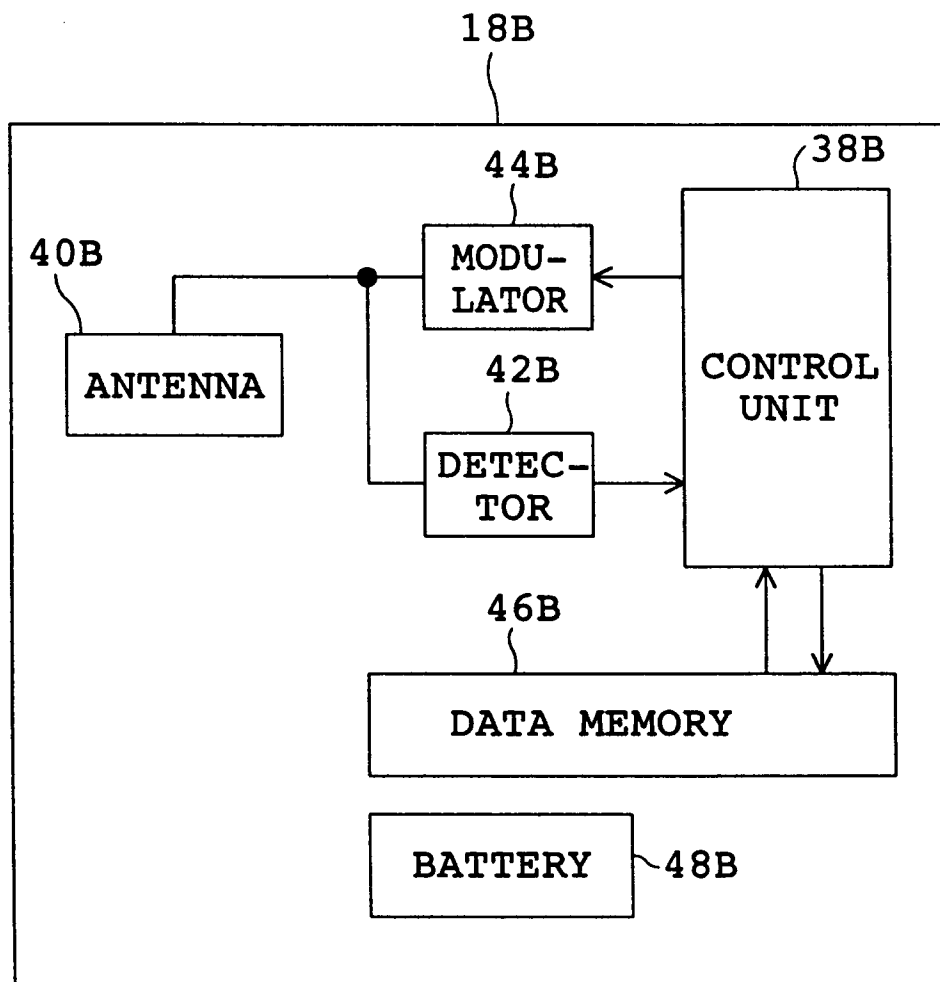 18B
38B
44B
MODU-
LATOR
40B
ANTENNA
CONTROL
UNIT
42B
DETEC-
TOR
46B
DATA MEMORY
BATTERY
48B